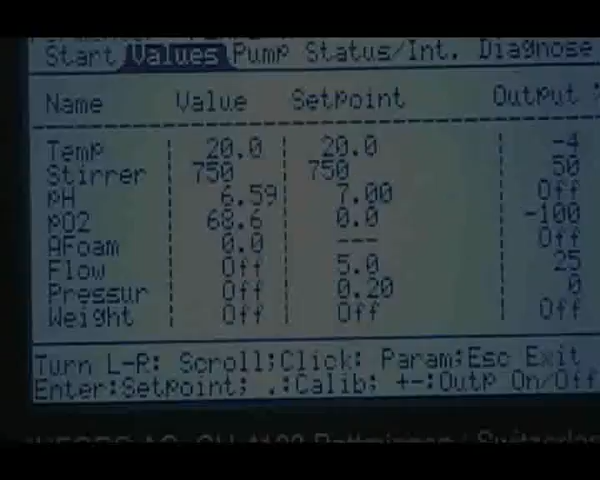 Start Values Pump Status/Int. Diagnose
Name Value Setpoint Output %
Temp 20.0 20.0 -4
Stirrer 750 750 50
pH 6.59 7.00 Off
pO2 68.6 0.0 -100
AFoam 0.0 --- Off
Flow Off 5.0 25
Pressur Off 0.20 0
Weight Off Off Off
Turn L-R: Scroll;Click: Param;Esc Exit
Enter:Setpoint; .:Calib; +-:Outp On/Off